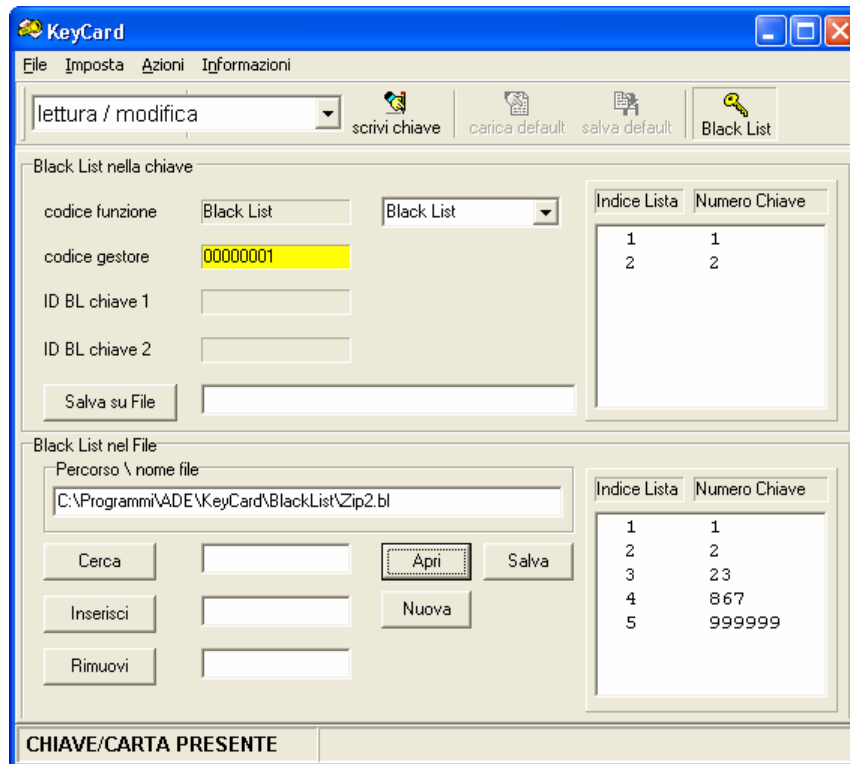 KeyCard
File Imposta Azioni Informazioni
lettura / modifica
scrivi chiave carica default salva default Black List
Black List nella chiave
codice funzione Black List Black List
codice gestore 00000001
ID BL chiave 1
ID BL chiave 2
Salva su File
Indice Lista Numero Chiave
1 1
2 2
Black List nel File
Percorso \ nome file
C:\Programmi\ADE\KeyCard\BlackList\Zip2.bl
Cerca Apri Salva
Inserisci Nuova
Rimuovi
Indice Lista Numero Chiave
1 1
2 2
3 23
4 867
5 999999
CHIAVE/CARTA PRESENTE